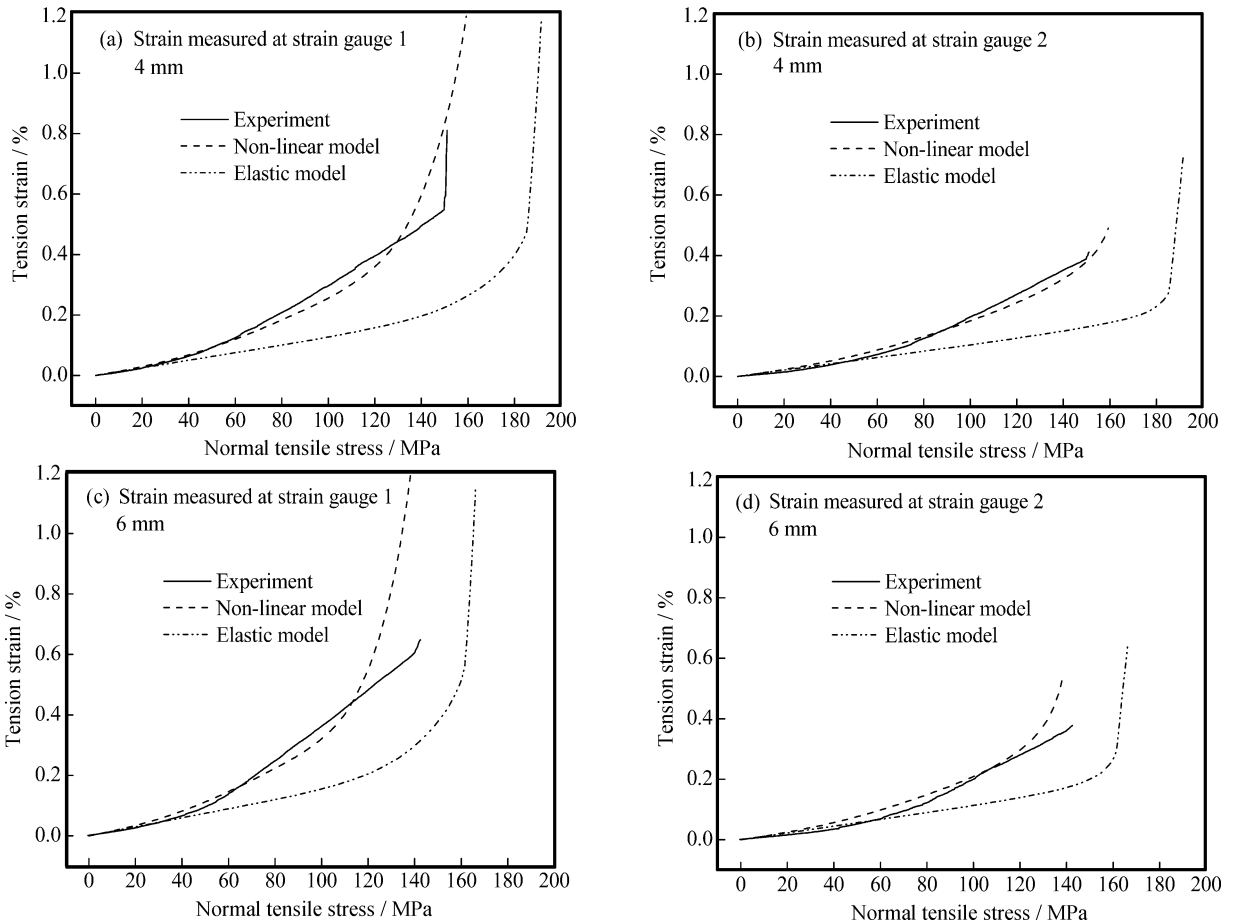 (a) Strain measured at strain gauge 1
4 mm
Experiment
Non-linear model
Elastic model
1.2
1.0
0.8
0.6
0.4
0.2
0.0
Tension strain / %
0 20 40 60 80 100 120 140 160 180 200
Normal tensile stress / MPa
(b) Strain measured at strain gauge 2
4 mm
Experiment
Non-linear model
Elastic model
1.2
1.0
0.8
0.6
0.4
0.2
0.0
Tension strain / %
0 20 40 60 80 100 120 140 160 180 200
Normal tensile stress / MPa
(c) Strain measured at strain gauge 1
6 mm
Experiment
Non-linear model
Elastic model
1.2
1.0
0.8
0.6
0.4
0.2
0.0
Tension strain / %
0 20 40 60 80 100 120 140 160 180 200
Normal tensile stress / MPa
(d) Strain measured at strain gauge 2
6 mm
Experiment
Non-linear model
Elastic model
1.2
1.0
0.8
0.6
0.4
0.2
0.0
Tension strain / %
0 20 40 60 80 100 120 140 160 180 200
Normal tensile stress / MPa